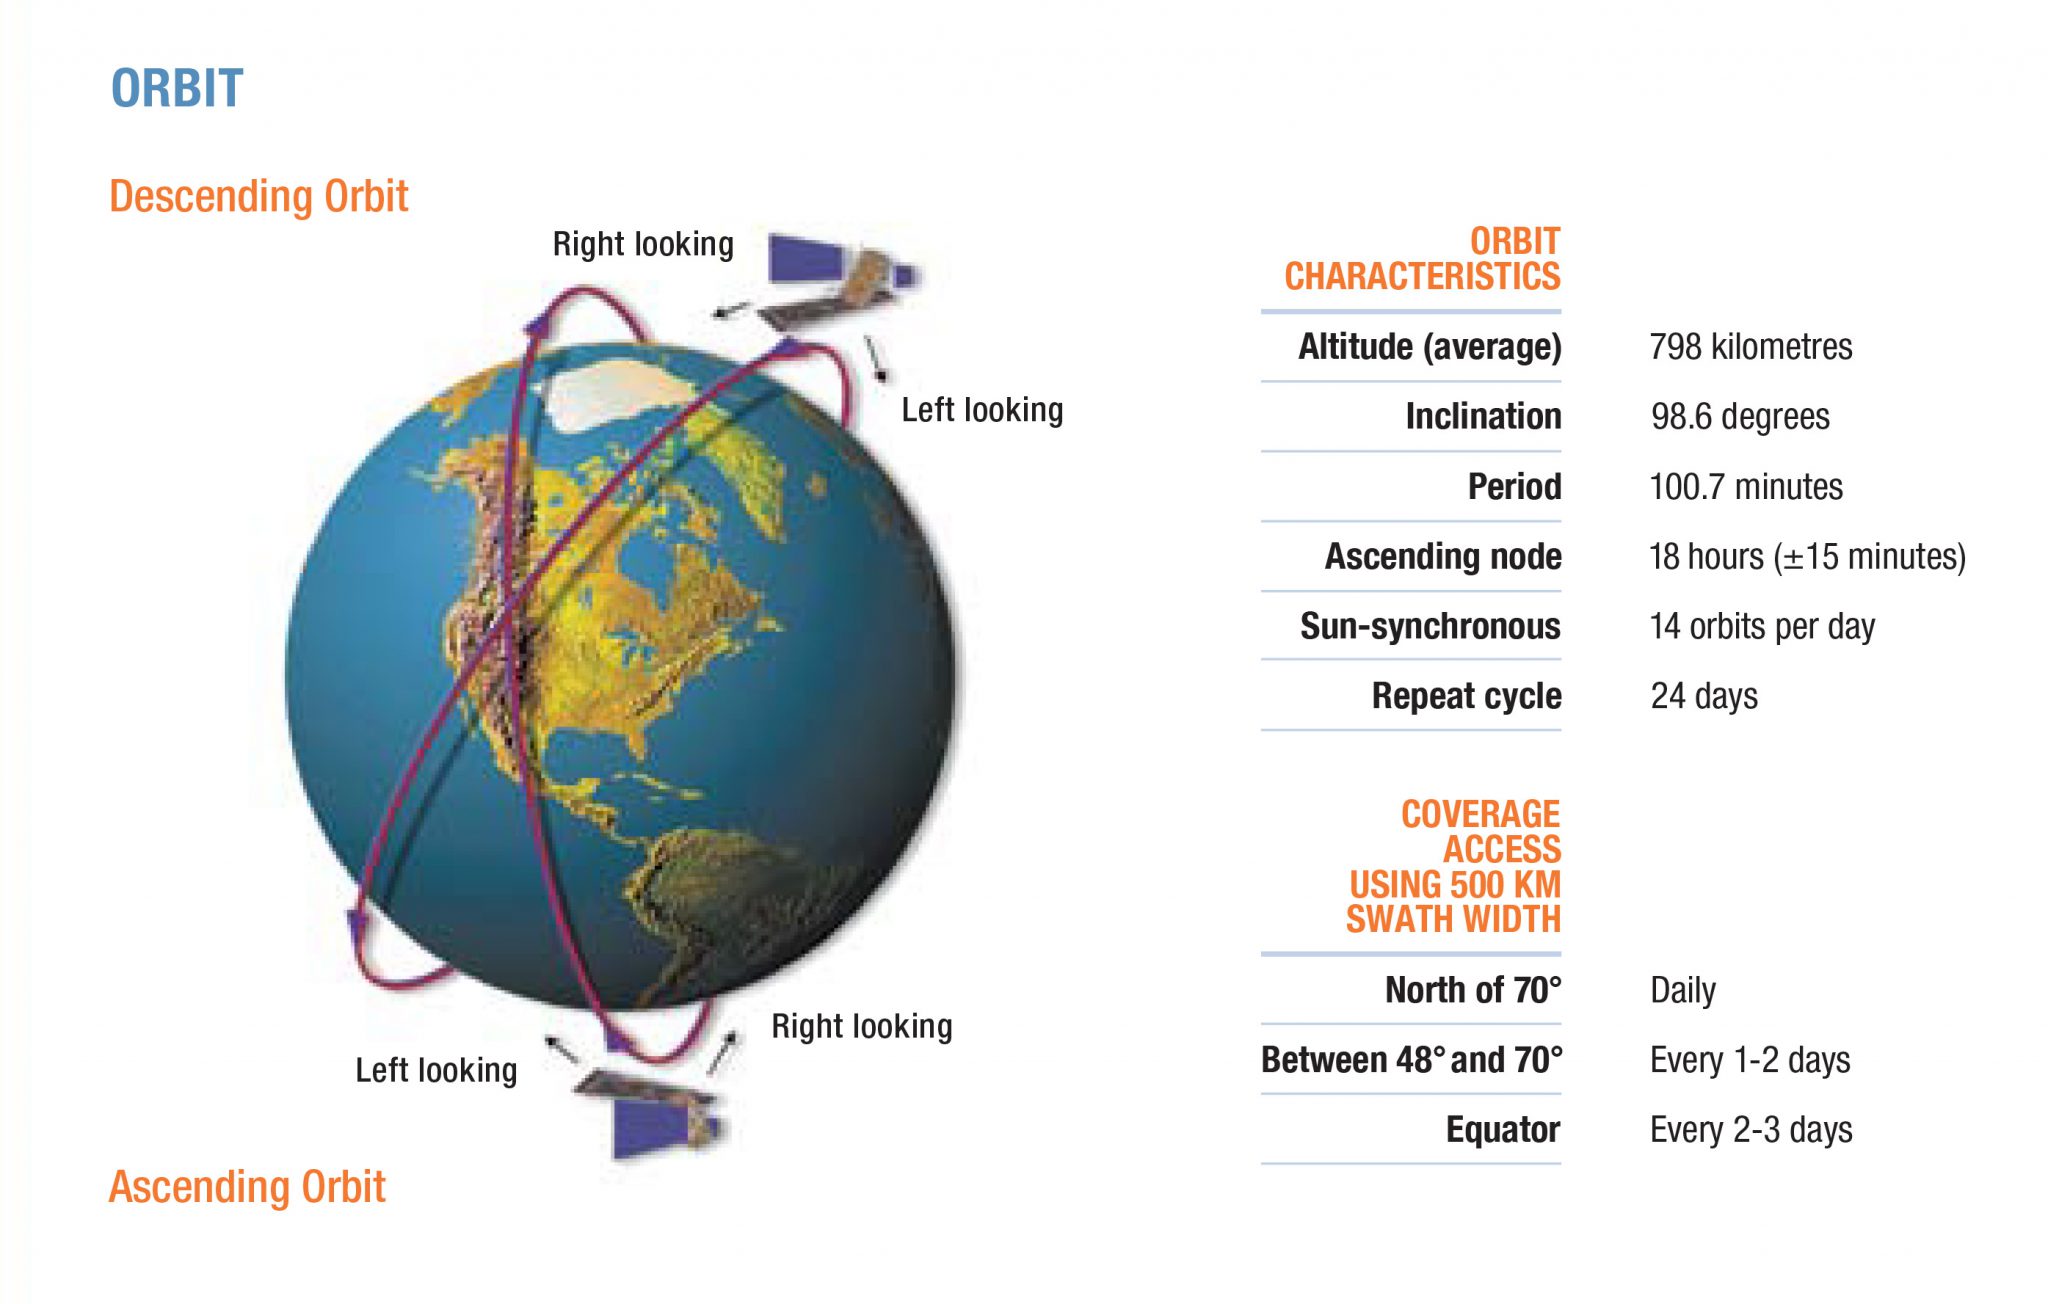 ORBIT
Descending Orbit
Right looking
Left looking
Left looking
Right looking
Ascending Orbit
ORBIT
CHARACTERISTICS
Altitude (average) 798 kilometres
Inclination 98.6 degrees
Period 100.7 minutes
Ascending node 18 hours (±15 minutes)
Sun-synchronous 14 orbits per day
Repeat cycle 24 days
COVERAGE
ACCESS
USING 500 KM
SWATH WIDTH
North of 70° Daily
Between 48° and 70° Every 1-2 days
Equator Every 2-3 days